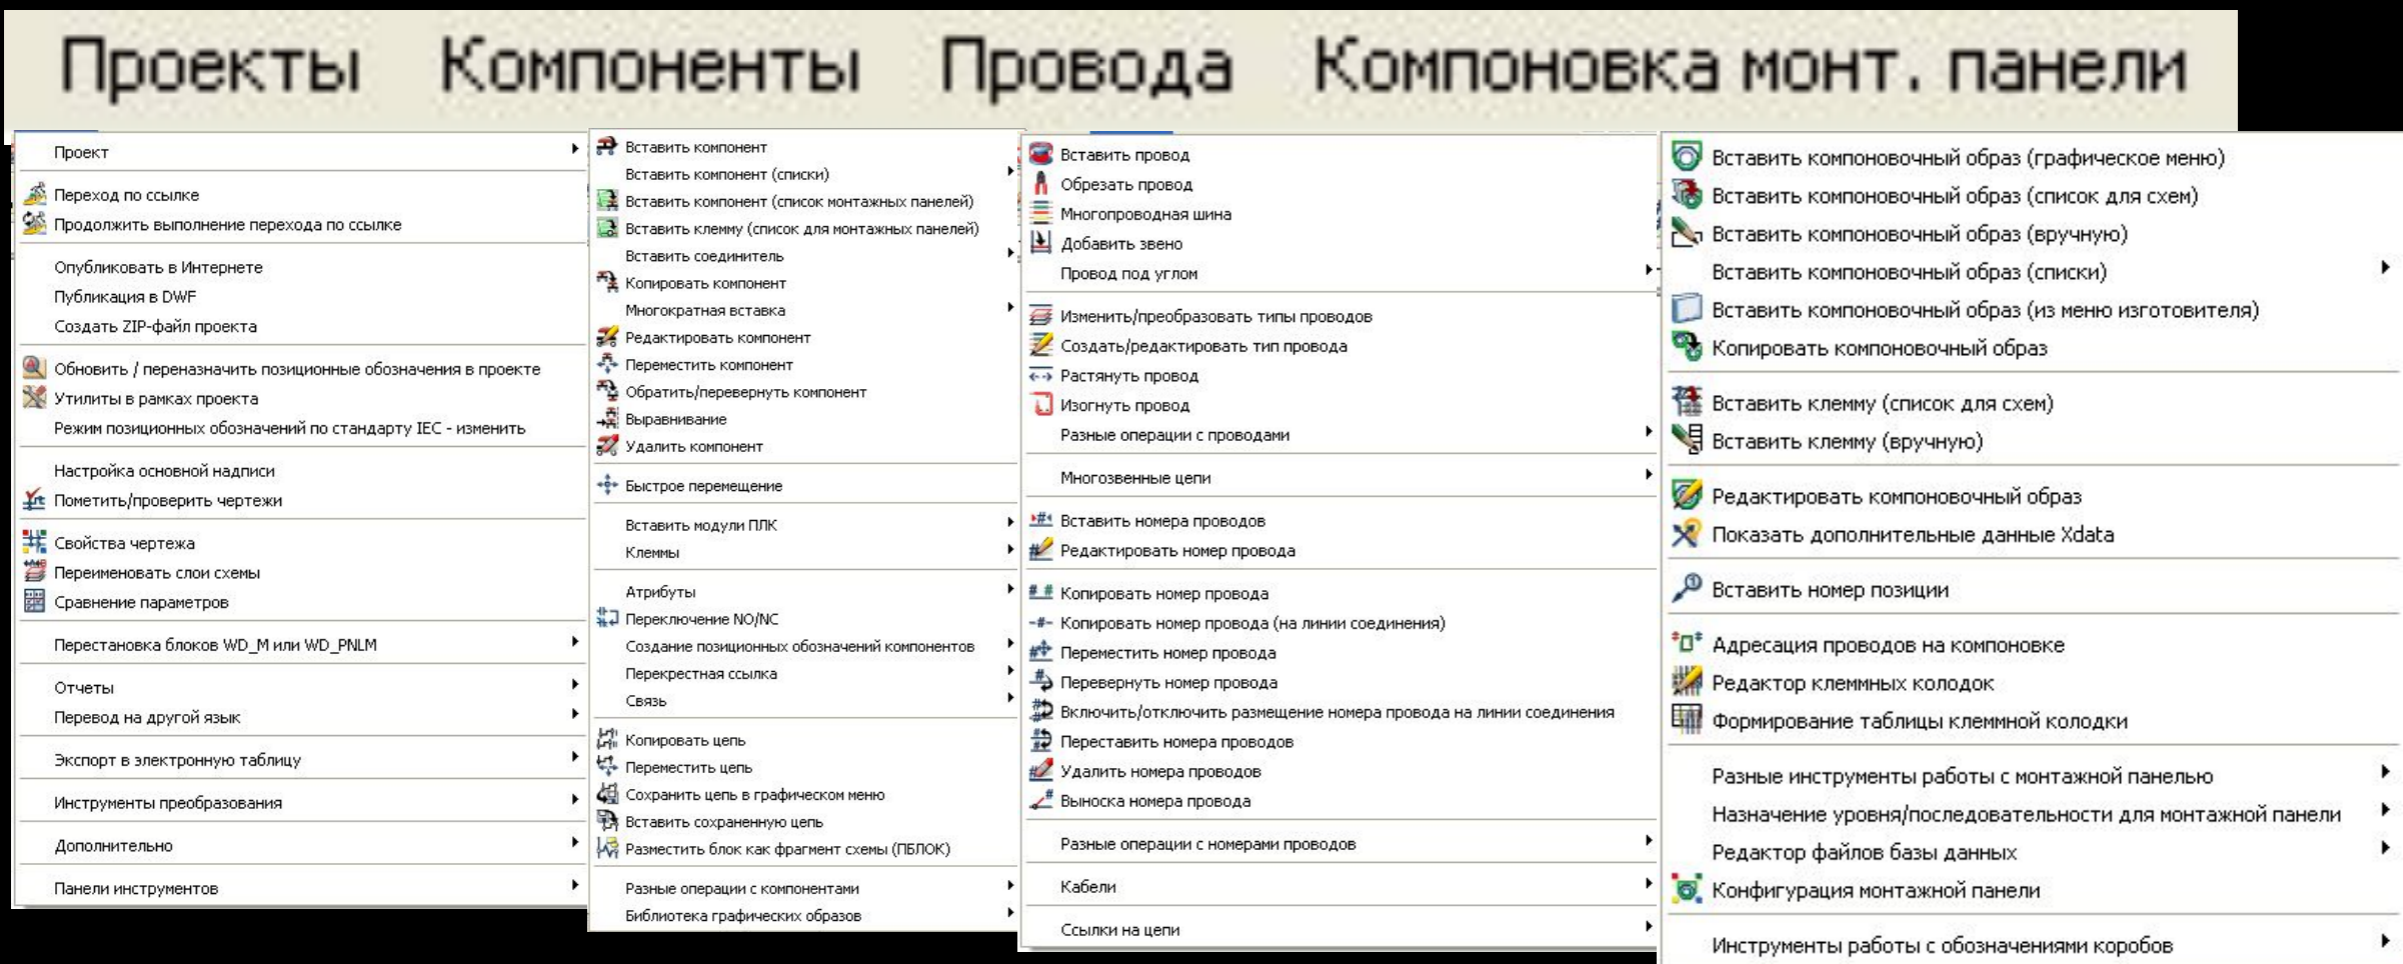 Проекты Компоненты Провода Компоновка монт. панели
Проект
Переход по ссылке
Продолжить выполнение перехода по ссылке
Опубликовать в Интернете
Публикация в DWF
Создать ZIP-файл проекта
Обновить / переназначить позиционные обозначения в проекте
Утилиты в рамках проекта
Режим позиционных обозначений по стандарту IEC - изменить
Настройка основной надписи
Пометить/проверить чертежи
Свойства чертежа
Переименовать слои схемы
Сравнение параметров
Перестановка блоков WD_M или WD_PNLM
Отчеты
Перевод на другой язык
Экспорт в электронную таблицу
Инструменты преобразования
Дополнительно
Панели инструментов
Вставить компонент
Вставить компонент (списки)
Вставить компонент (список монтажных панелей)
Вставить клемму (список для монтажных панелей)
Вставить соединитель
Копировать компонент
Многократная вставка
Редактировать компонент
Переместить компонент
Обратить/перевернуть компонент
Выравнивание
Удалить компонент
Быстрое перемещение
Вставить модули ПЛК
Клеммы
Атрибуты
Переключение NO/NC
Создание позиционных обозначений компонентов
Перекрестная ссылка
Связь
Копировать цепь
Переместить цепь
Сохранить цепь в графическом меню
Вставить сохраненную цепь
Разместить блок как фрагмент схемы (ПБЛОК)
Разные операции с компонентами
Библиотека графических образов
Вставить провод
Обрезать провод
Многопроводная шина
Добавить звено
Провод под углом
Изменить/преобразовать типы проводов
Создать/редактировать тип провода
Растянуть провод
Изогнуть провод
Разные операции с проводами
Многозвенные цепи
Вставить номера проводов
Редактировать номер провода
Копировать номер провода
Копировать номер провода (на линии соединения)
Переместить номер провода
Перевернуть номер провода
Включить/отключить размещение номера провода на линии соединения
Переставить номера проводов
Удалить номера проводов
Выноска номера провода
Разные операции с номерами проводов
Кабели
Ссылки на цепи
Вставить компоновочный образ (графическое меню)
Вставить компоновочный образ (список для схем)
Вставить компоновочный образ (вручную)
Вставить компоновочный образ (списки)
Вставить компоновочный образ (из меню изготовителя)
Копировать компоновочный образ
Вставить клемму (список для схем)
Вставить клемму (вручную)
Редактировать компоновочный образ
Показать дополнительные данные Xdata
Вставить номер позиции
Адресация проводов на компоновке
Редактор клеммных колодок
Формирование таблицы клеммной колодки
Разные инструменты работы с монтажной панелью
Назначение уровня/последовательности для монтажной панели
Редактор файлов базы данных
Конфигурация монтажной панели
Инструменты работы с обозначениями коробов